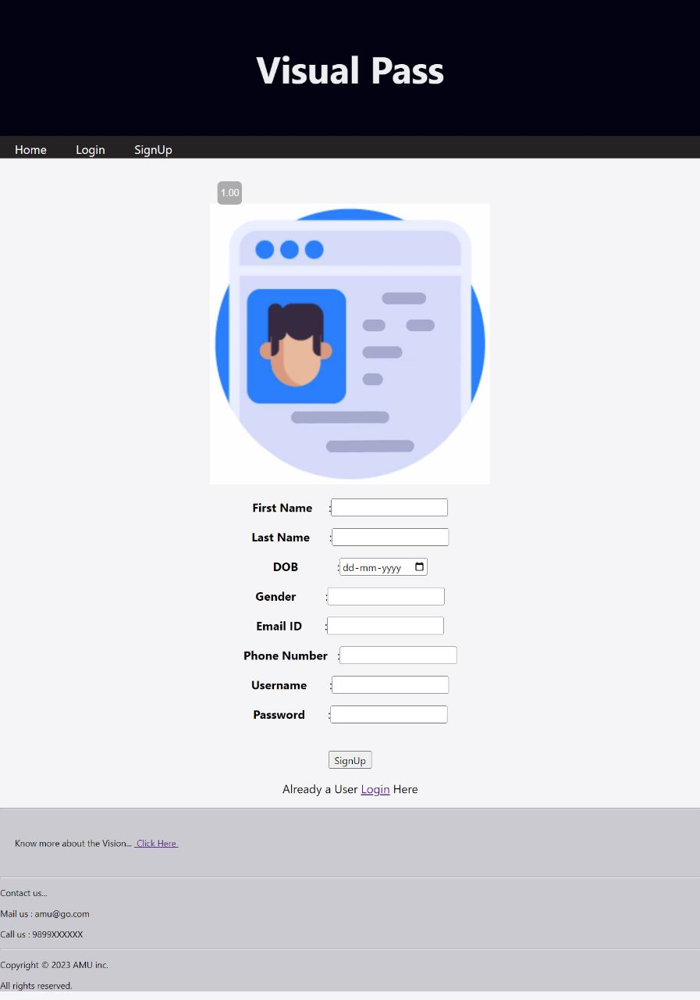 Visual Pass
Home Login SignUp
1.00
First Name :
Last Name :
DOB : dd-mm-yyyy
Gender :
Email ID :
Phone Number :
Username :
Password :
SignUp
Already a User Login Here
Know more about the Vision... Click Here
Contact us...
Mail us : amu@go.com
Call us : 9899XXXXXX
Copyright © 2023 AMU inc.
All rights reserved.